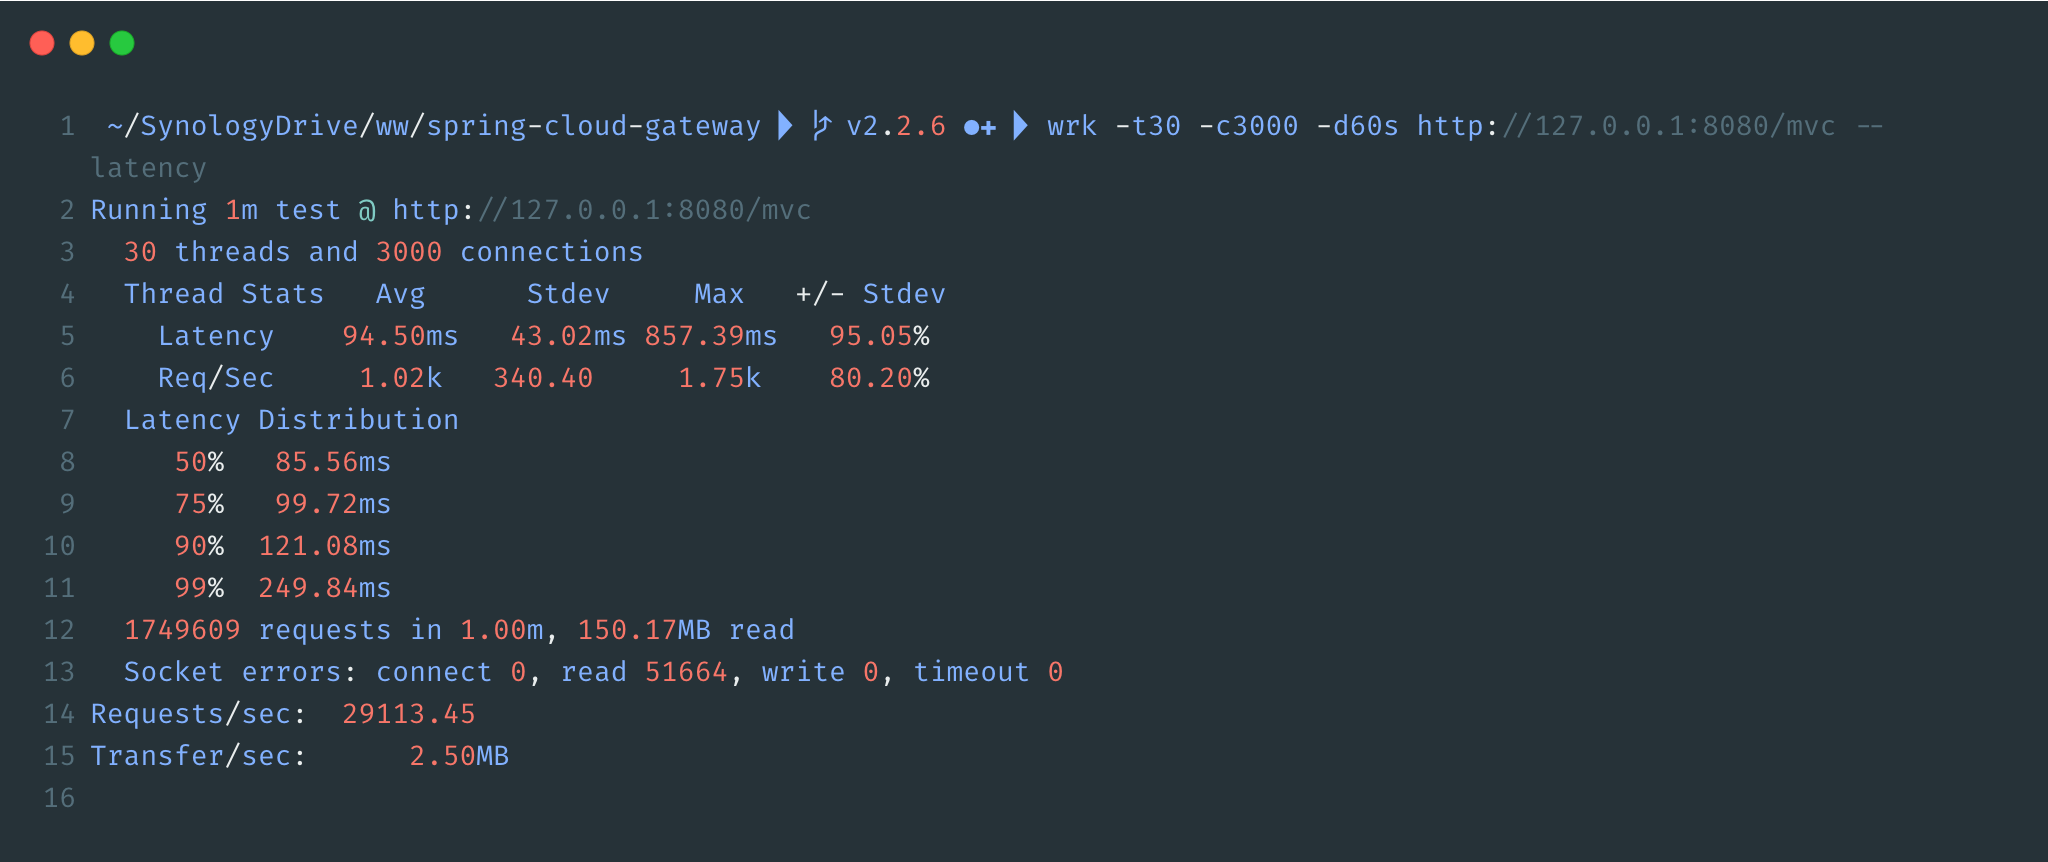 1 ~/SynologyDrive/ww/spring-cloud-gateway v2.2.6 ●+ wrk -t30 -c3000 -d60s http://127.0.0.1:8080/mvc --
latency
2 Running 1m test @ http://127.0.0.1:8080/mvc
3 30 threads and 3000 connections
4 Thread Stats Avg Stdev Max +/- Stdev
5 Latency 94.50ms 43.02ms 857.39ms 95.05%
6 Req/Sec 1.02k 340.40 1.75k 80.20%
7 Latency Distribution
8 50% 85.56ms
9 75% 99.72ms
10 90% 121.08ms
11 99% 249.84ms
12 1749609 requests in 1.00m, 150.17MB read
13 Socket errors: connect 0, read 51664, write 0, timeout 0
14 Requests/sec: 29113.45
15 Transfer/sec: 2.50MB
16